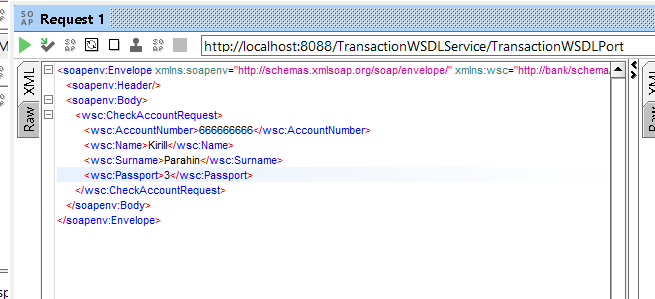 SO AP Request 1
http://localhost:8088/TransactionWSDLService/TransactionWSDLPort
XML
Raw
<soapenv:Envelope xmlns:soapenv="http://schemas.xmlsoap.org/soap/envelope/" xmlns:wsc="http://bank/schema
<soapenv:Header/>
<soapenv:Body>
<wsc:CheckAccountRequest>
<wsc:AccountNumber>666666666</wsc:AccountNumber>
<wsc:Name>Kirill</wsc:Name>
<wsc:Surname>Parahin</wsc:Surname>
<wsc:Passport>3</wsc:Passport>
</wsc:CheckAccountRequest>
</soapenv:Body>
</soapenv:Envelope>
XML
Raw